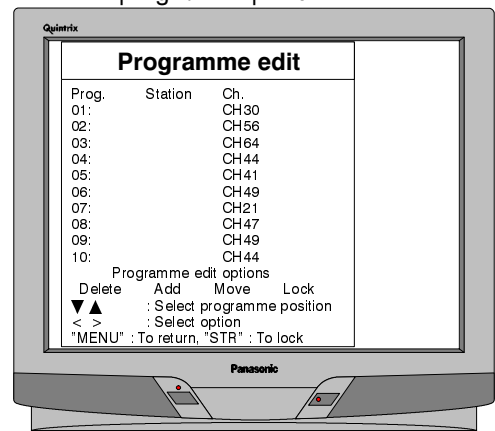 Quintrix
Programme edit
Prog. Station Ch.
01: CH30
02: CH56
03: CH64
04: CH44
05: CH41
06: CH49
07: CH21
08: CH47
09: CH49
10: CH44
Programme edit options
Delete Add Move Lock
▼ ▲ : Select programme position
< > : Select option
"MENU" : To return, "STR" : To lock
Panasonic